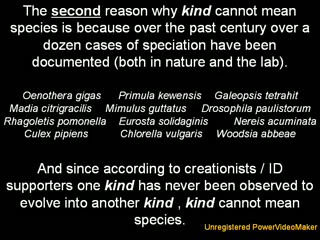 The second reason why kind cannot mean
species is because over the past century over a
dozen cases of speciation have been
documented (both in nature and the lab).
Oenothera gigas Primula kewensis Galeopsis tetrahit
Madia citrigracilis Mimulus guttatus Drosophila paulistorum
Rhagoletis pomonella Eurosta solidaginis Nereis acuminata
Culex pipiens Chlorella vulgaris Woodsia abbeae
And since according to creationists / ID
supporters one kind has never been observed to
evolve into another kind , kind cannot mean
species.
Unregistered PowerVideoMaker